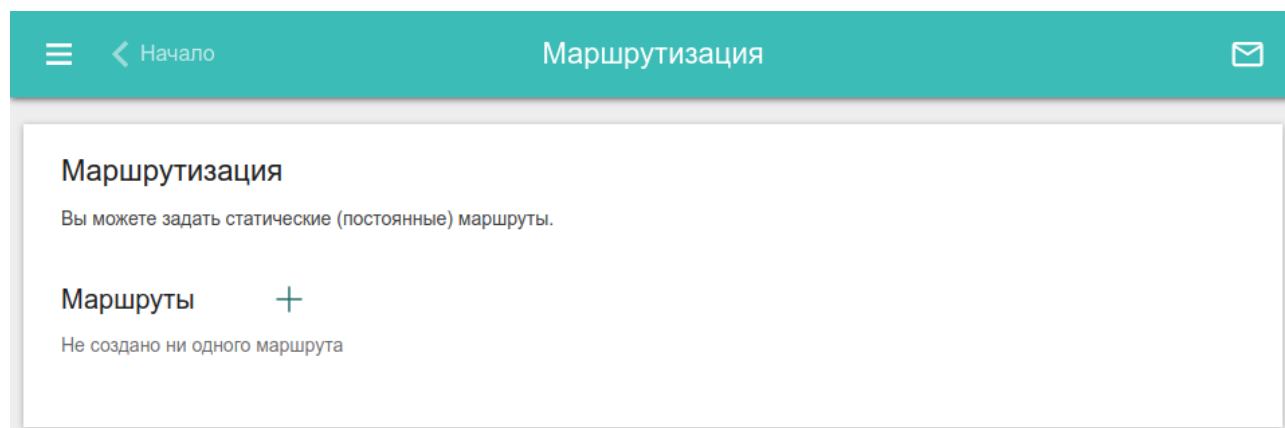 Начало
Маршрутизация
Маршрутизация
Вы можете задать статические (постоянные) маршруты.
Маршруты
Не создано ни одного маршрута